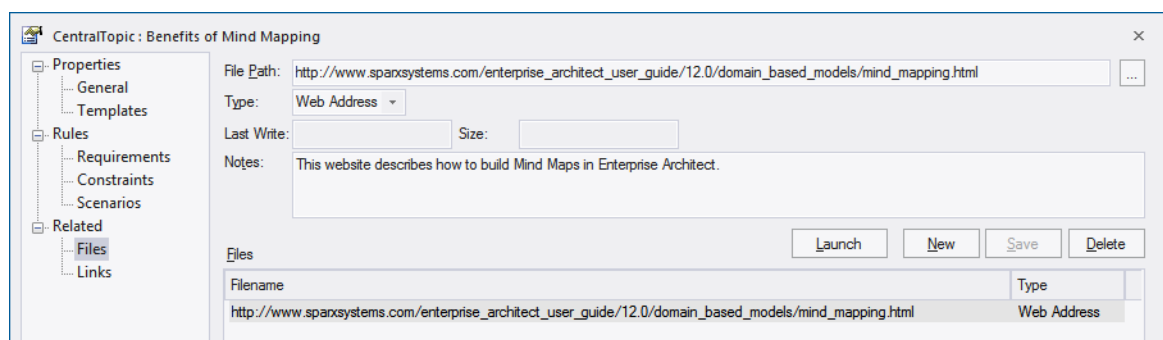 CentralTopic : Benefits of Mind Mapping
Properties
General
Templates
Rules
Requirements
Constraints
Scenarios
Related
Files
Links
File Path: http://www.sparxsystems.com/enterprise_architect_user_guide/12.0/domain_based_models/mind_mapping.html ...
Type: Web Address
Last Write: Size:
Notes: This website describes how to build Mind Maps in Enterprise Architect.
Launch New Save Delete
Files
Filename Type
http://www.sparxsystems.com/enterprise_architect_user_guide/12.0/domain_based_models/mind_mapping.html Web Address